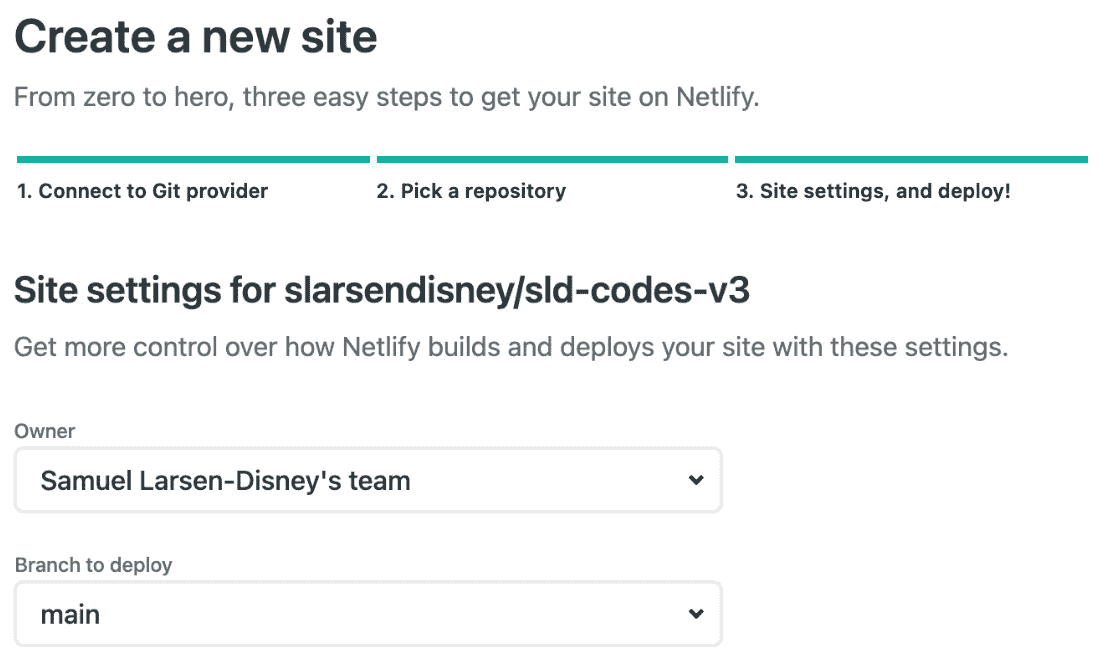 Create a new site
From zero to hero, three easy steps to get your site on Netlify.
1. Connect to Git provider
2. Pick a repository
3. Site settings, and deploy!
Site settings for slarsendisney/sld-codes-v3
Get more control over how Netlify builds and deploys your site with these settings.
Owner
Samuel Larsen-Disney's team
Branch to deploy
main